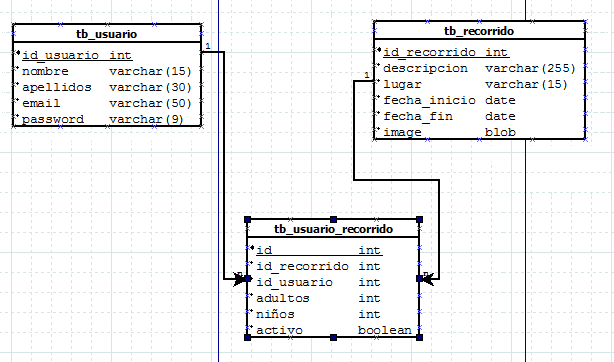 tb_usuario
id_usuario int
nombre varchar(15)
apellidos varchar(30)
email varchar(50)
password varchar(9)
1
tb_recorrido
id_recorrido int
descripcion varchar(255)
lugar varchar(15)
fecha_inicio date
fecha_fin date
image blob
1
tb_usuario_recorrido
id int
id_recorrido int
id_usuario int
adultos int
niños int
activo boolean